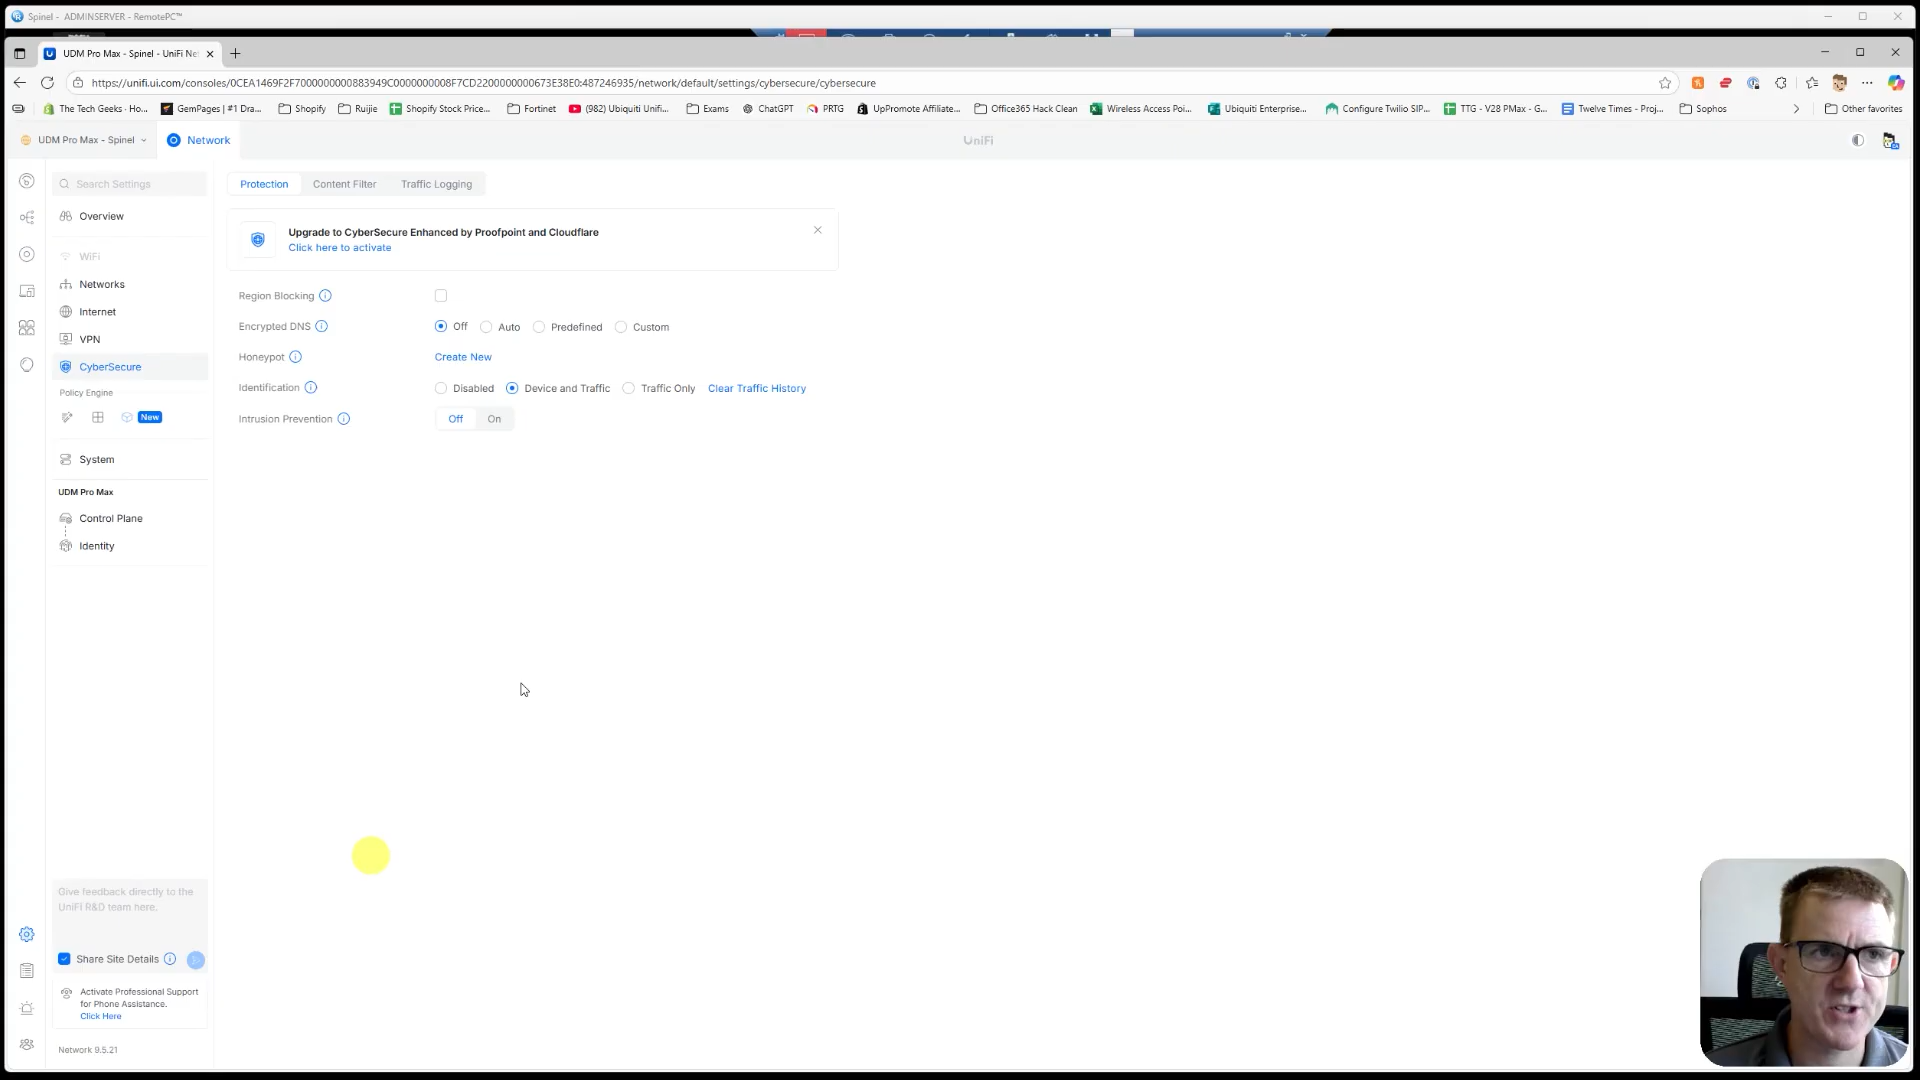 Spinel - ADMINSERVER - RemotePC™
UDM Pro Max - Spinel - UniFi Net
https://unifi.ui.com/consoles/0CEA1469F2F7000000000883949C0000000008F7CD2200000000673E38E0:487246935/network/default/settings/cybersecure/cybersecure
The Tech Geeks - Ho...
GemPages | #1 Dra...
Shopify
Ruijie
Shopify Stock Price...
Fortinet
(982) Ubiquiti Unifi...
Exams
ChatGPT
PRTG
UpPromote Affiliate...
Office365 Hack Clean
Wireless Access Poi...
Ubiquiti Enterprise...
Configure Twilio SIP...
TTG - V28 PMax - G...
Twelve Times - Proj...
Sophos
Other favorites
UDM Pro Max - Spinel
Network
UniFi
Search Settings
Overview
WiFi
Networks
Internet
VPN
CyberSecure
Policy Engine
New
System
UDM Pro Max
Control Plane
Identity
Protection
Content Filter
Traffic Logging
Upgrade to CyberSecure Enhanced by Proofpoint and Cloudflare
Click here to activate
Region Blocking
Encrypted DNS Off Auto Predefined Custom
Honeypot Create New
Identification Disabled Device and Traffic Traffic Only Clear Traffic History
Intrusion Prevention Off On
Give feedback directly to the
UniFi R&D team here.
Share Site Details
Activate Professional Support
for Phone Assistance.
Click Here
Network 9.5.21